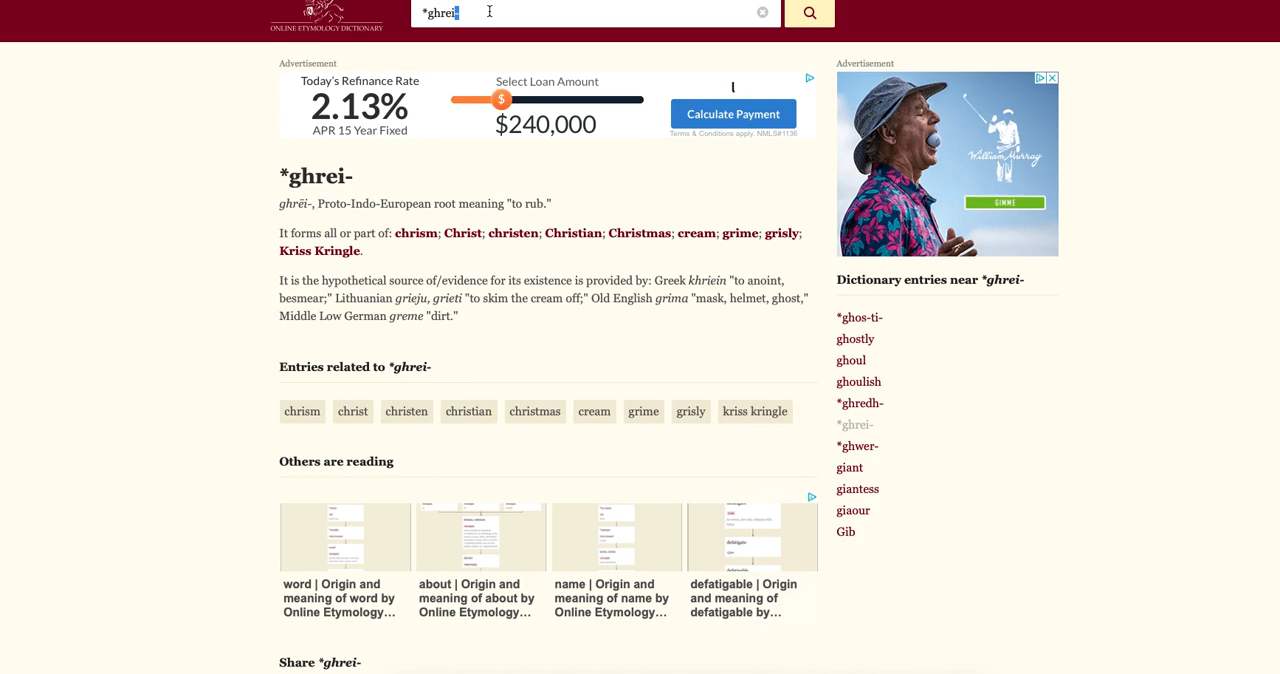 *ghrei-
ONLINE ETYMOLOGY DICTIONARY
Advertisement
Today's Refinance Rate
2.13%
APR 15 Year Fixed
Select Loan Amount
$
$240,000
Calculate Payment
Terms & Conditions apply. NMLS#1136
*ghrei-
ghrēi-, Proto-Indo-European root meaning "to rub."
It forms all or part of: chrism; Christ; christen; Christian; Christmas; cream; grime; grisly;
Kriss Kringle.
It is the hypothetical source of/evidence for its existence is provided by: Greek khriein "to anoint,
besmear;" Lithuanian grieju, grieti "to skim the cream off;" Old English grima "mask, helmet, ghost,"
Middle Low German greme "dirt."
Entries related to *ghrei-
chrism christ christen christian christmas cream grime grisly kriss kringle
Others are reading
word | Origin and
meaning of word by
Online Etymology…
about | Origin and
meaning of about by
Online Etymology…
name | Origin and
meaning of name by
Online Etymology…
defatigable | Origin
and meaning of
defatigable by…
Share *ghrei-
Advertisement
William Murray
GIMME
Dictionary entries near *ghrei-
*ghos-ti-
ghostly
ghoul
ghoulish
*ghredh-
*ghrei-
*ghwer-
giant
giantess
giaour
Gib